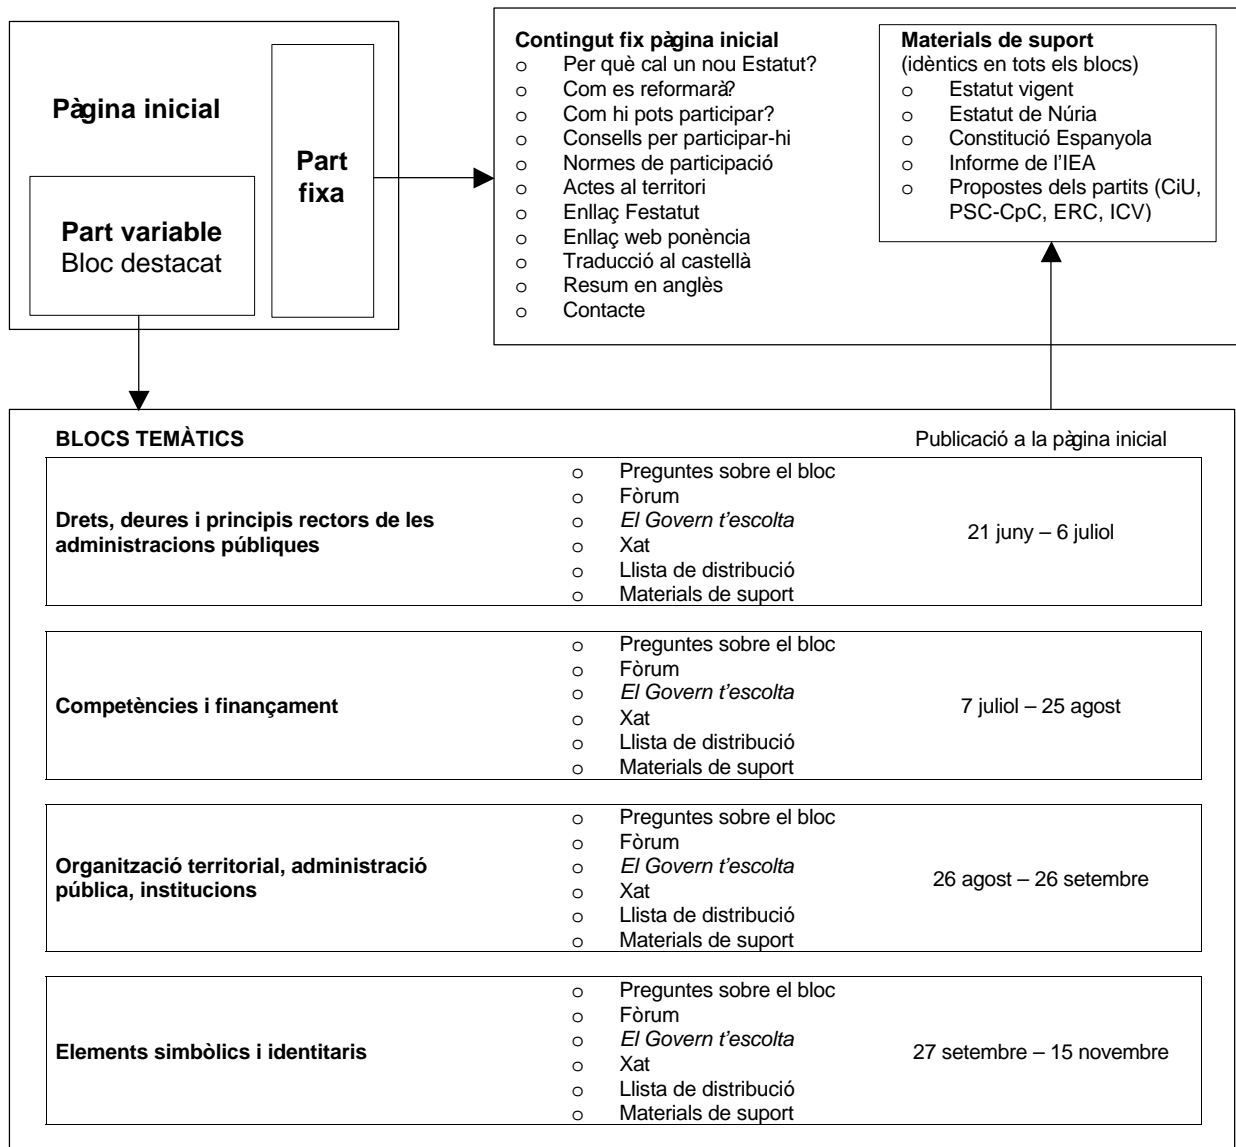 Pàgina inicial
Part
fixa
Part variable
Bloc destacat
Contingut fix pàgina inicial
o Per què cal un nou Estatut?
o Com es reformarà?
o Com hi pots participar?
o Consells per participar-hi
o Normes de participació
o Actes al territori
o Enllaç Festatut
o Enllaç web ponència
o Traducció al castellà
o Resum en anglès
o Contacte
Materials de suport
(idèntics en tots els blocs)
o Estatut vigent
o Estatut de Núria
o Constitució Espanyola
o Informe de l’IEA
o Propostes dels partits (CiU,
PSC-CpC, ERC, ICV)
BLOCS TEMÀTICS
Publicació a la pàgina inicial
Drets, deures i principis rectors de les
administracions públiques
o Preguntes sobre el bloc
o Fòrum
o El Govern t’escolta
o Xat
o Llista de distribució
o Materials de suport
21 juny – 6 juliol
Competències i finançament
o Preguntes sobre el bloc
o Fòrum
o El Govern t’escolta
o Xat
o Llista de distribució
o Materials de suport
7 juliol – 25 agost
Organització territorial, administració
pública, institucions
o Preguntes sobre el bloc
o Fòrum
o El Govern t’escolta
o Xat
o Llista de distribució
o Materials de suport
26 agost – 26 setembre
Elements simbòlics i identitaris
o Preguntes sobre el bloc
o Fòrum
o El Govern t’escolta
o Xat
o Llista de distribució
o Materials de suport
27 setembre – 15 novembre